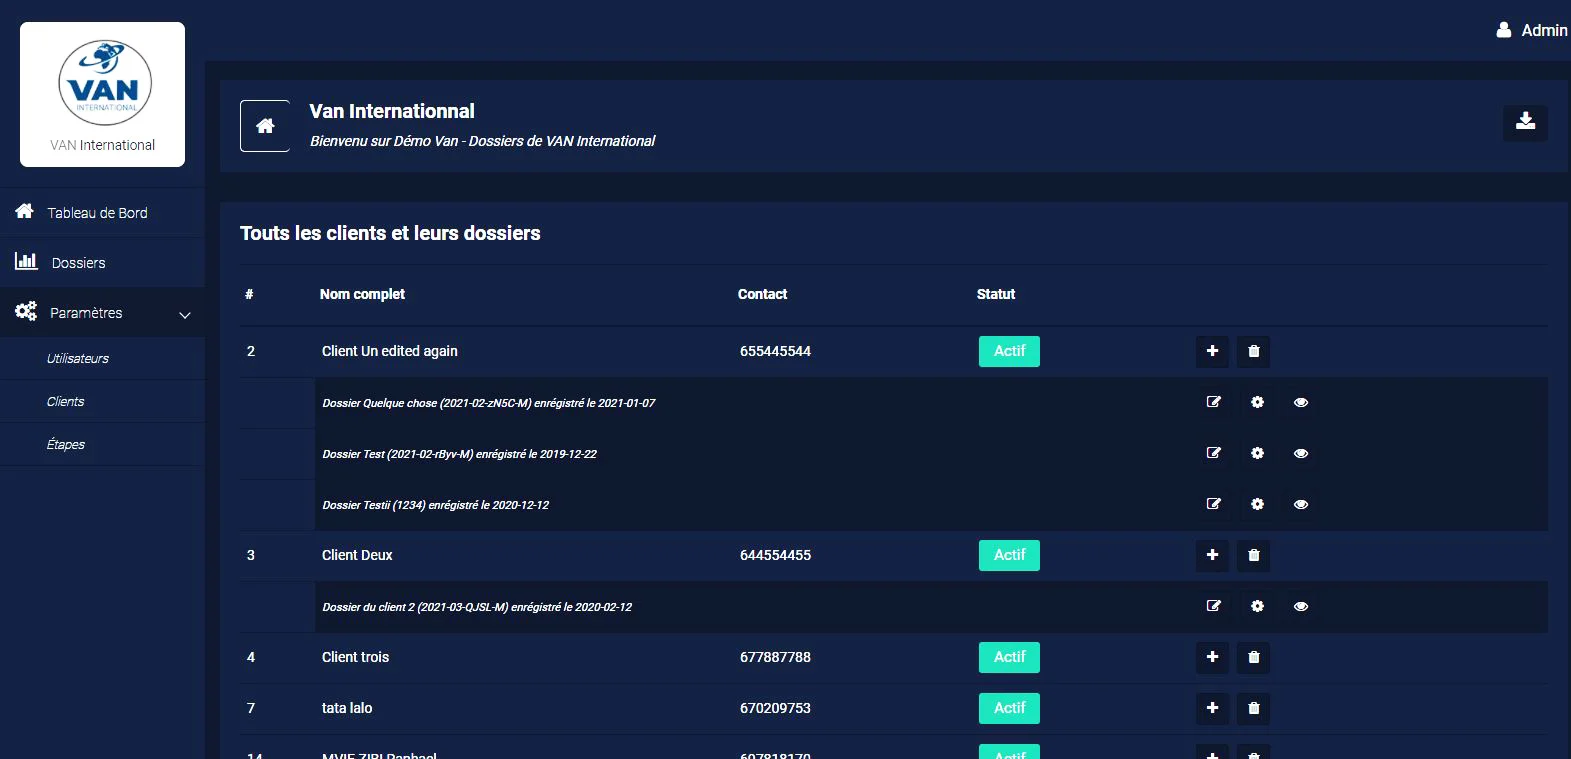 Admin
VAN
INTERNATIONAL
VAN International
Van Internationnal
Bienvenu sur Démo Van - Dossiers de VAN International
Tableau de Bord
Dossiers
Paramètres
Utilisateurs
Clients
Étapes
Touts les clients et leurs dossiers
# Nom complet Contact Statut
2 Client Un edited again 655445544 Actif
Dossier Quelque chose (2021-02-zN5C-M) enrégistré le 2021-01-07
Dossier Test (2021-02-rByv-M) enrégistré le 2019-12-22
Dossier Testii (1234) enrégistré le 2020-12-12
3 Client Deux 644554455 Actif
Dossier du client 2 (2021-03-QJSL-M) enrégistré le 2020-02-12
4 Client trois 677887788 Actif
7 tata lalo 670209753 Actif
14 MVIE ZIBI Raphael 697818170 Actif